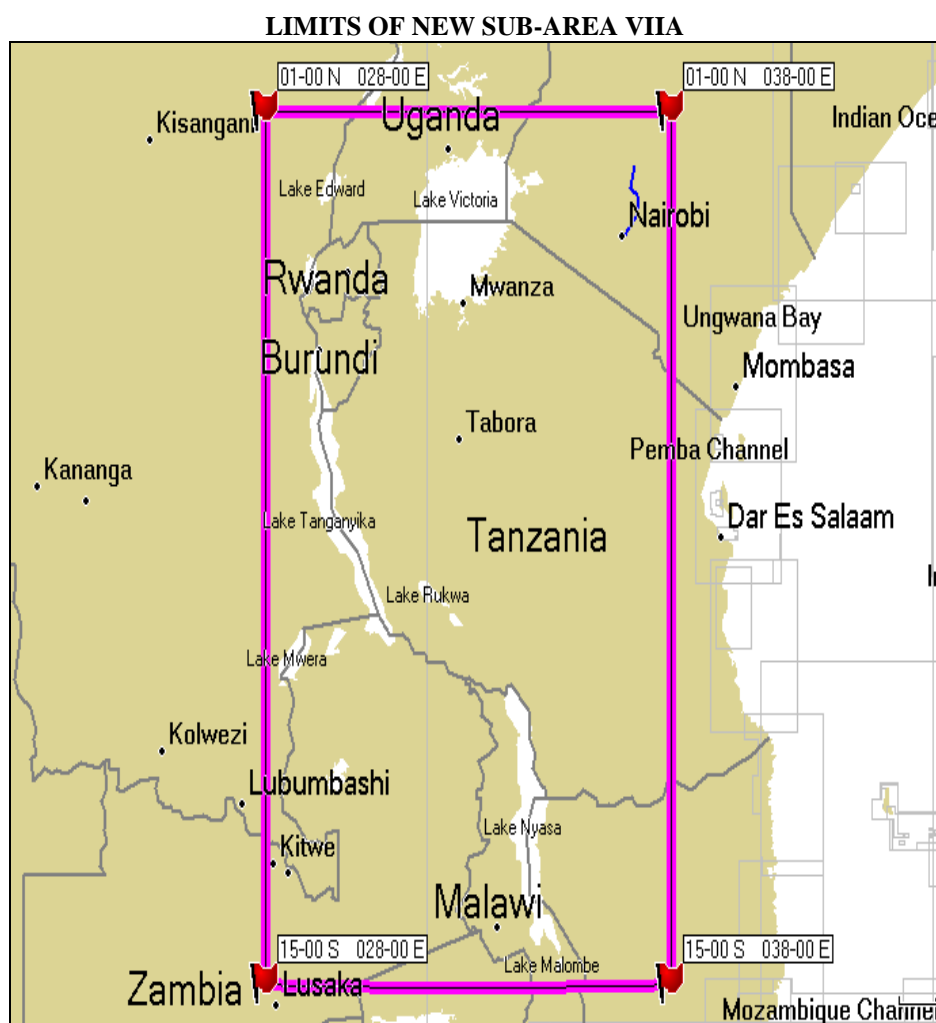 LIMITS OF NEW SUB-AREA VIIA
01-00 N 028-00 E
01-00 N 038-00 E
Uganda
Indian Oce
Kisangani
Lake Edward
Lake Victoria
Nairobi
Rwanda
Mwanza
Ungwana Bay
Burundi
Mombasa
Tabora
Pemba Channel
Kananga
Lake Tanganyika
Dar Es Salaam
Tanzania
Lake Rukwa
Lake Mwera
Kolwezi
Lubumbashi
Lake Nyasa
Kitwe
Malawi
15-00 S 028-00 E
15-00 S 038-00 E
Lake Malombe
Zambia
Lusaka
Mozambique Channel